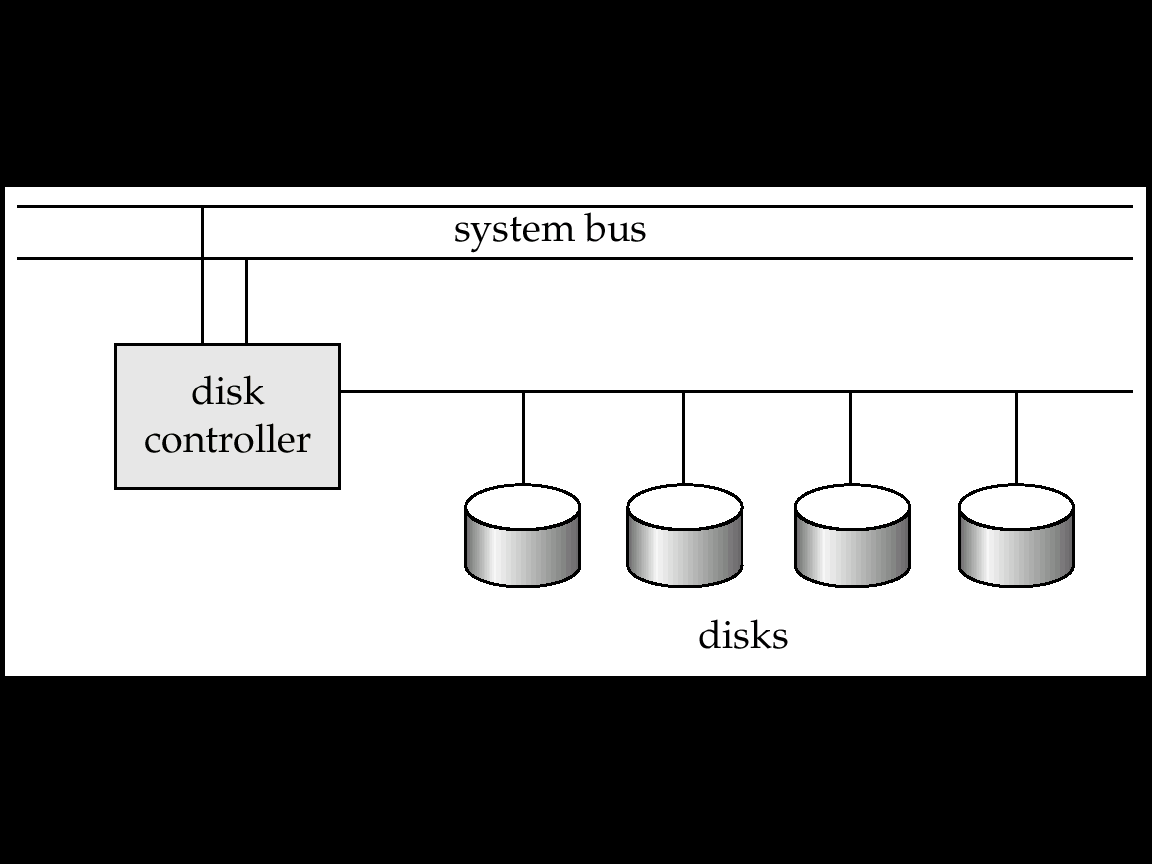 system bus
disk
controller
disks